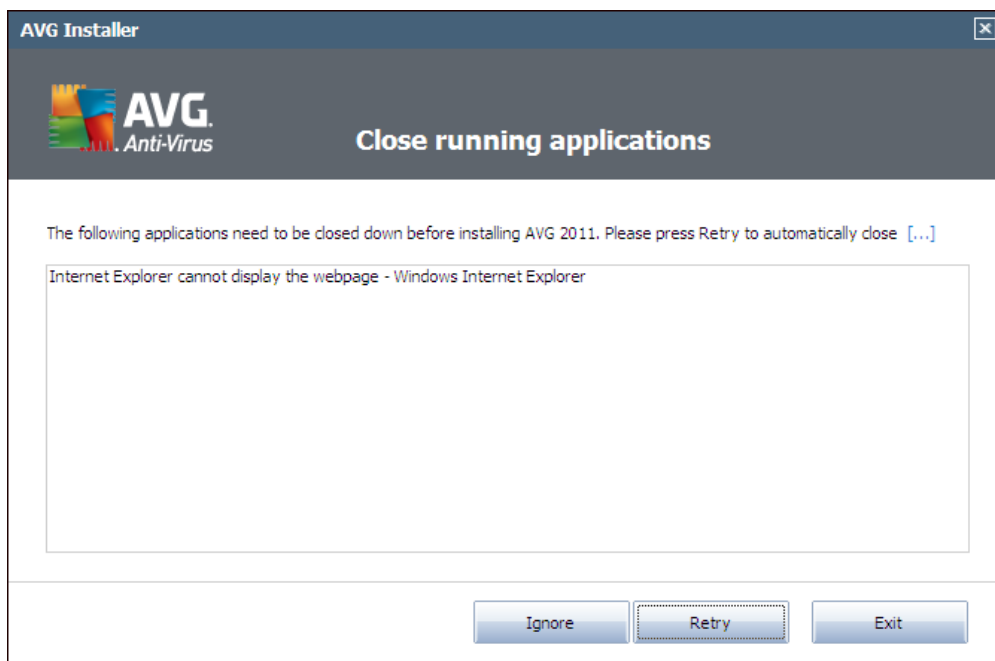 AVG Installer
AVG.
Anti-Virus
Close running applications
The following applications need to be closed down before installing AVG 2011. Please press Retry to automatically close [...]
Internet Explorer cannot display the webpage - Windows Internet Explorer
Ignore
Retry
Exit